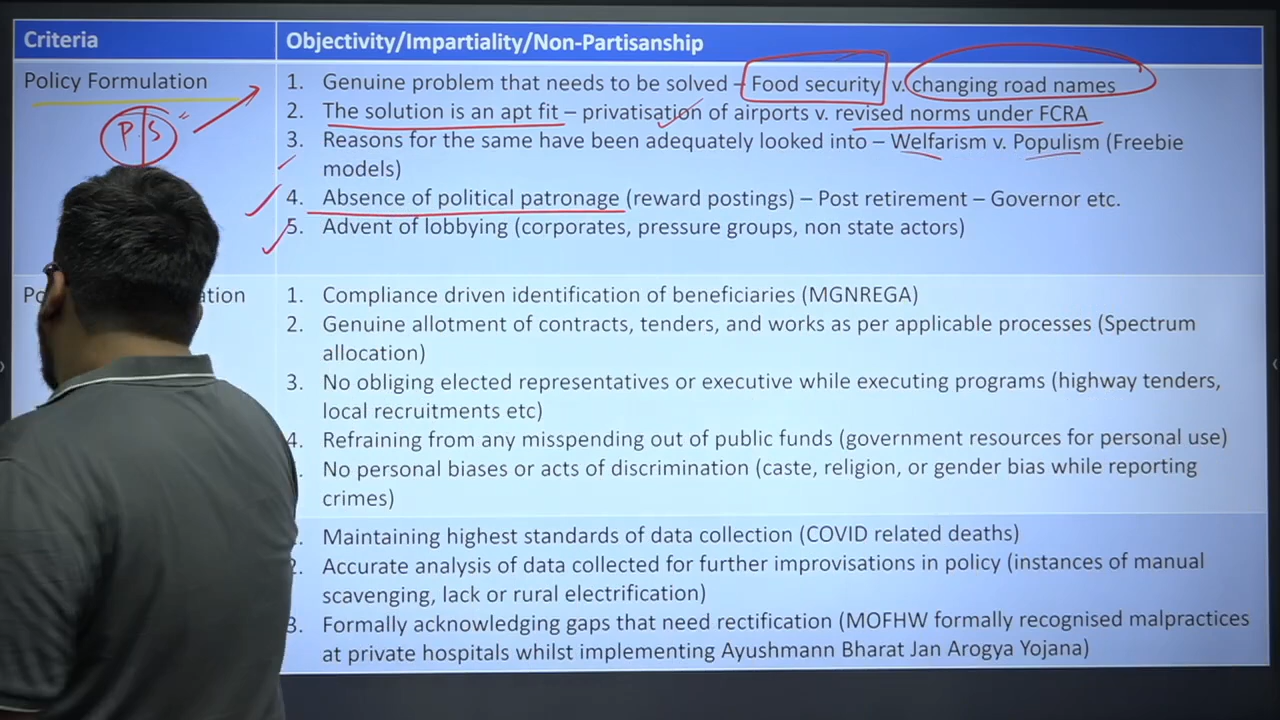 Criteria
Objectivity/Impartiality/Non-Partisanship
Policy Formulation
P S
1. Genuine problem that needs to be solved – Food security v. changing road names
2. The solution is an apt fit – privatisation of airports v. revised norms under FCRA
3. Reasons for the same have been adequately looked into – Welfarism v. Populism (Freebie
models)
4. Absence of political patronage (reward postings) – Post retirement – Governor etc.
5. Advent of lobbying (corporates, pressure groups, non state actors)
1. Compliance driven identification of beneficiaries (MGNREGA)
2. Genuine allotment of contracts, tenders, and works as per applicable processes (Spectrum
allocation)
3. No obliging elected representatives or executive while executing programs (highway tenders,
local recruitments etc)
4. Refraining from any misspending out of public funds (government resources for personal use)
No personal biases or acts of discrimination (caste, religion, or gender bias while reporting
crimes)
Maintaining highest standards of data collection (COVID related deaths)
2. Accurate analysis of data collected for further improvisations in policy (instances of manual
scavenging, lack or rural electrification)
3. Formally acknowledging gaps that need rectification (MOFHW formally recognised malpractices
at private hospitals whilst implementing Ayushmann Bharat Jan Arogya Yojana)